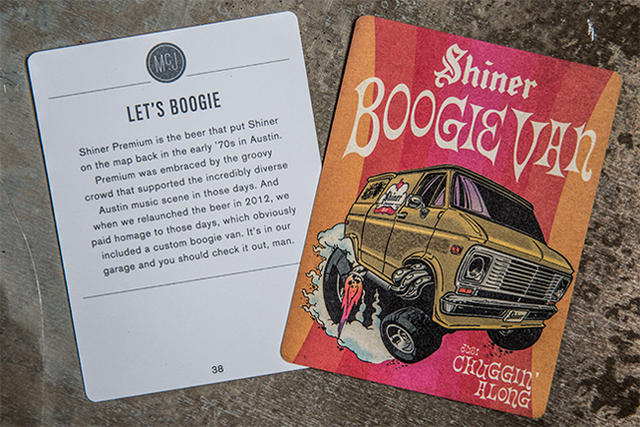 McJ
LET'S BOOGIE
Shiner Premium is the beer that put Shiner
on the map back in the early '70s in Austin.
Premium was embraced by the groovy
crowd that supported the incredibly diverse
Austin music scene in those days. And
when we relaunched the beer in 2012, we
paid homage to those days, which obviously
included a custom boogie van. It's in our
garage and you should check it out, man.
38
Shiner
BOOGIE VAN
Shiner
CHUGGIN'
ALONG